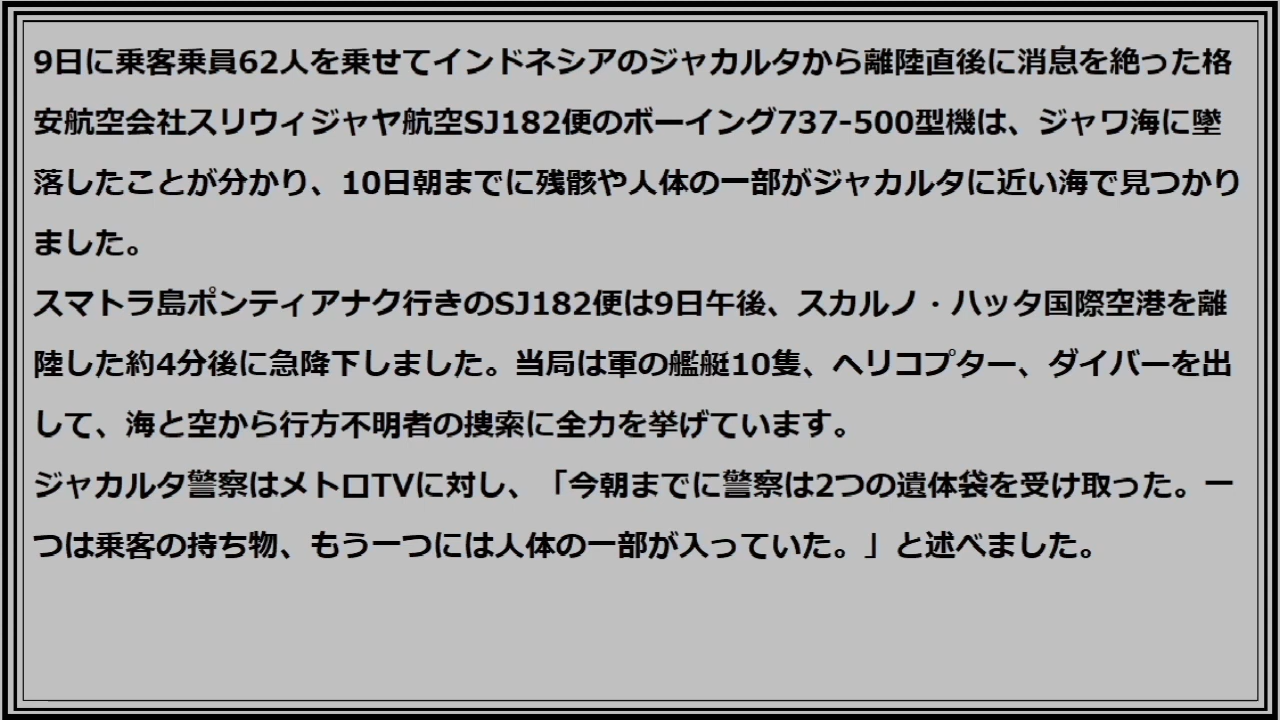 9日に乗客乗員62人を乗せてインドネシアのジャカルタから離陸直後に消息を絶った格
安航空会社スリウィジャヤ航空SJ182便のボーイング737-500型機は、ジャワ海に墜
落したことが分かり、10日朝までに残骸や人体の一部がジャカルタに近い海で見つかり
ました。
スマトラ島ポンティアナク行きのSJ182便は9日午後、スカルノ・ハッタ国際空港を離
陸した約4分後に急降下しました。当局は軍の艦艇10隻、ヘリコプター、ダイバーを出
して、海と空から行方不明者の捜索に全力を挙げています。
ジャカルタ警察はメトロTVに対し、「今朝までに警察は2つの遺体袋を受け取った。一
つは乗客の持ち物、もう一つには人体の一部が入っていた。」と述べました。